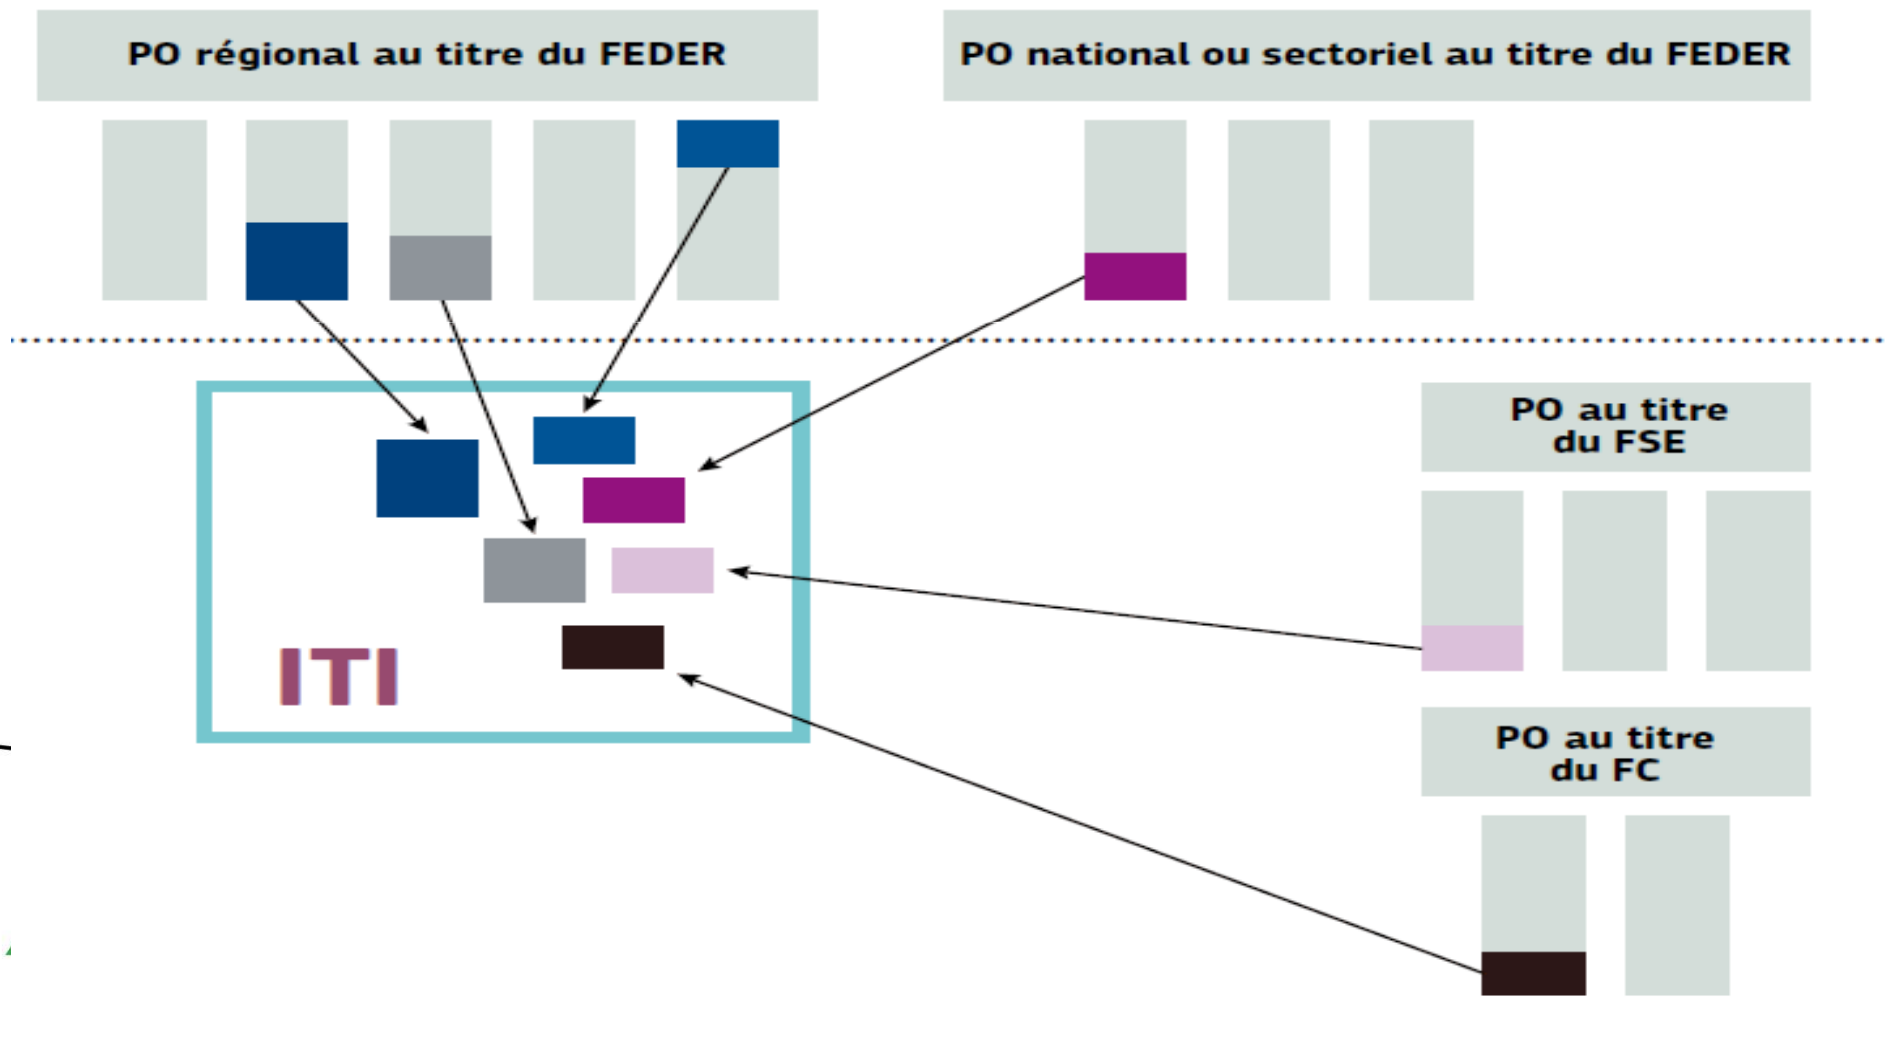 PO régional au titre du FEDER
PO national ou sectoriel au titre du FEDER
PO au titre
du FSE
ITI
PO au titre
du FC